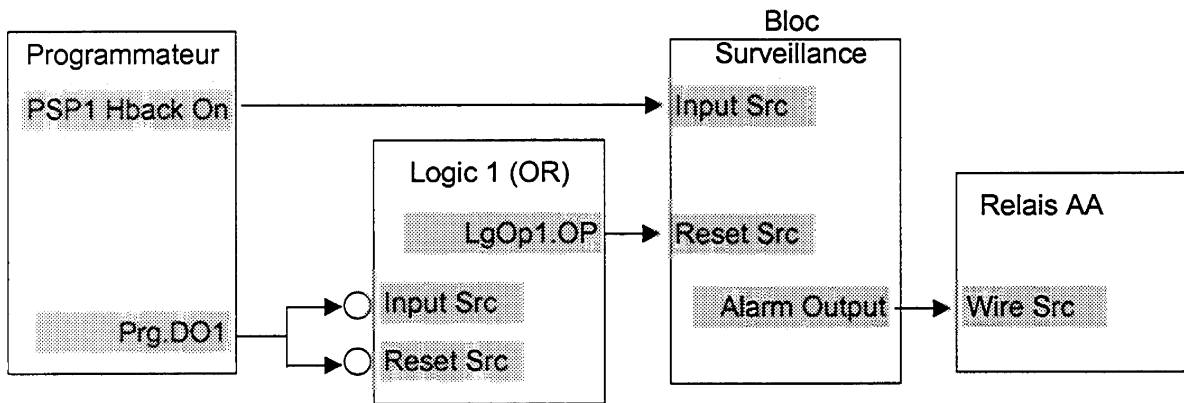 Programmateur
PSP1 Hback On
Prg.DO1
Logic 1 (OR)
LgOp1.OP
Input Src
Reset Src
Bloc
Surveillance
Input Src
Reset Src
Alarm Output
Relais AA
Wire Src